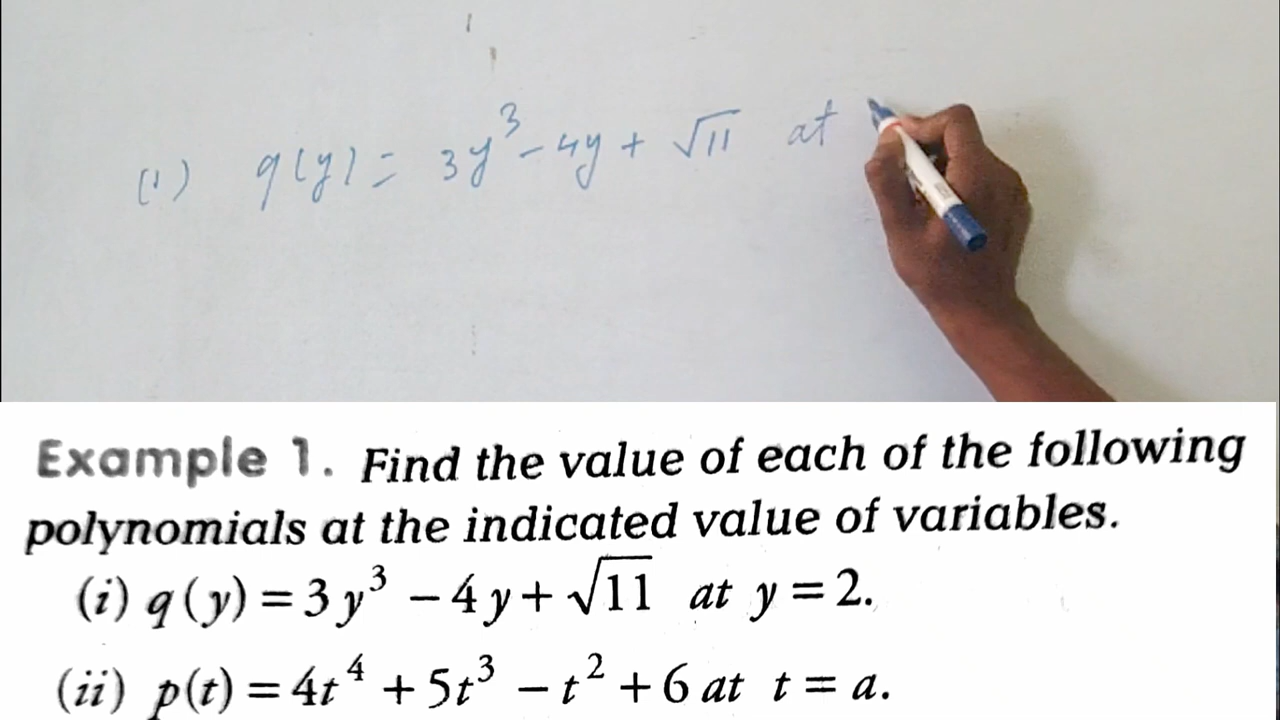 (i) q(y) = 3y³ - 4y + √11 at
Example 1. Find the value of each of the following
polynomials at the indicated value of variables.
(i) q(y) = 3y³ − 4y + √11 at y = 2.
(ii) p(t) = 4t⁴ + 5t³ − t² + 6 at t = a.